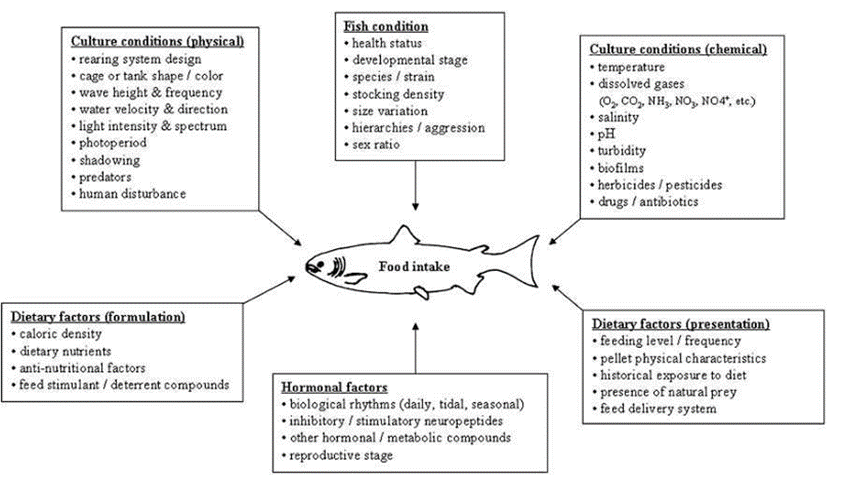 Culture conditions (physical)
• rearing system design
• cage or tank shape / color
• wave height & frequency
• water velocity & direction
• light intensity & spectrum
• photoperiod
• shadowing
• predators
• human disturbance
Fish condition
• health status
• developmental stage
• species / strain
• stocking density
• size variation
• hierarchies / aggression
• sex ratio
Culture conditions (chemical)
• temperature
• dissolved gases
(O₂, CO₂, NH₃, NO₃, NO4⁺, etc.)
• salinity
• pH
• turbidity
• biofilms
• herbicides / pesticides
• drugs / antibiotics
Food intake
Dietary factors (formulation)
• caloric density
• dietary nutrients
• anti-nutritional factors
• feed stimulant / deterrent compounds
Hormonal factors
• biological rhythms (daily, tidal, seasonal)
• inhibitory / stimulatory neuropeptides
• other hormonal / metabolic compounds
• reproductive stage
Dietary factors (presentation)
• feeding level / frequency
• pellet physical characteristics
• historical exposure to diet
• presence of natural prey
• feed delivery system